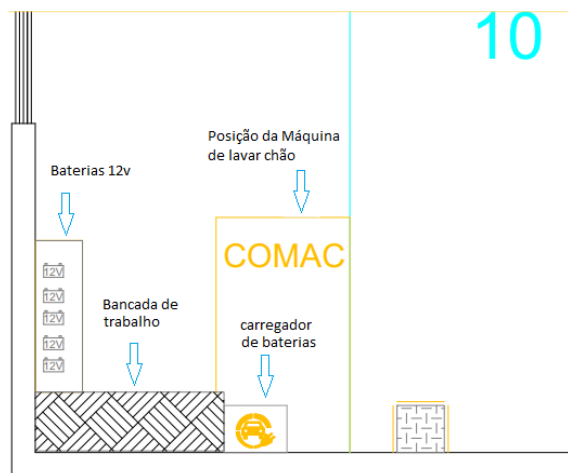 10
Posição da Máquina
de lavar chão
Baterias 12v
COMAC
12V
12V
12V
12V
12V
Bancada de
trabalho
carregador
de baterias